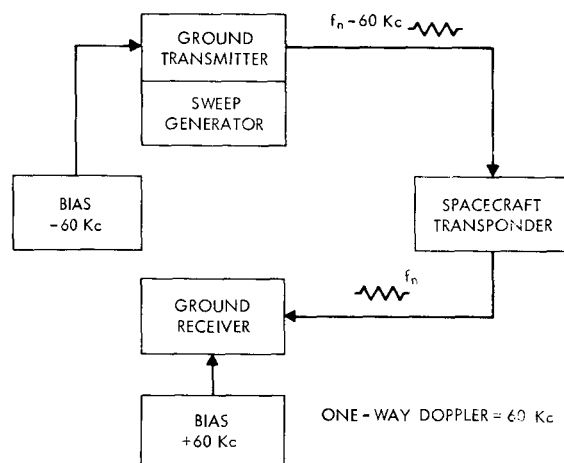 GROUND
TRANSMITTER
fn-60 Kc
SWEEP
GENERATOR
BIAS
-60 Kc
SPACECRAFT
TRANSPONDER
fn
GROUND
RECEIVER
BIAS
+60 Kc
ONE-WAY DOPPLER = 60 Kc